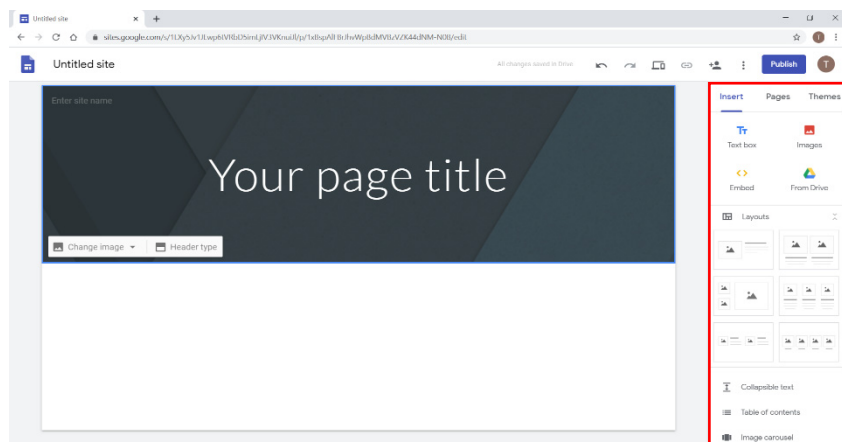 Untitled site
sites.google.com
/edit
Untitled site
All changes saved in Drive
Publish
T
Enter site name
Your page title
Change image
Header type
Insert Pages Themes
Text box Images
Embed From Drive
Layouts
Collapsible text
Table of contents
Image carousel